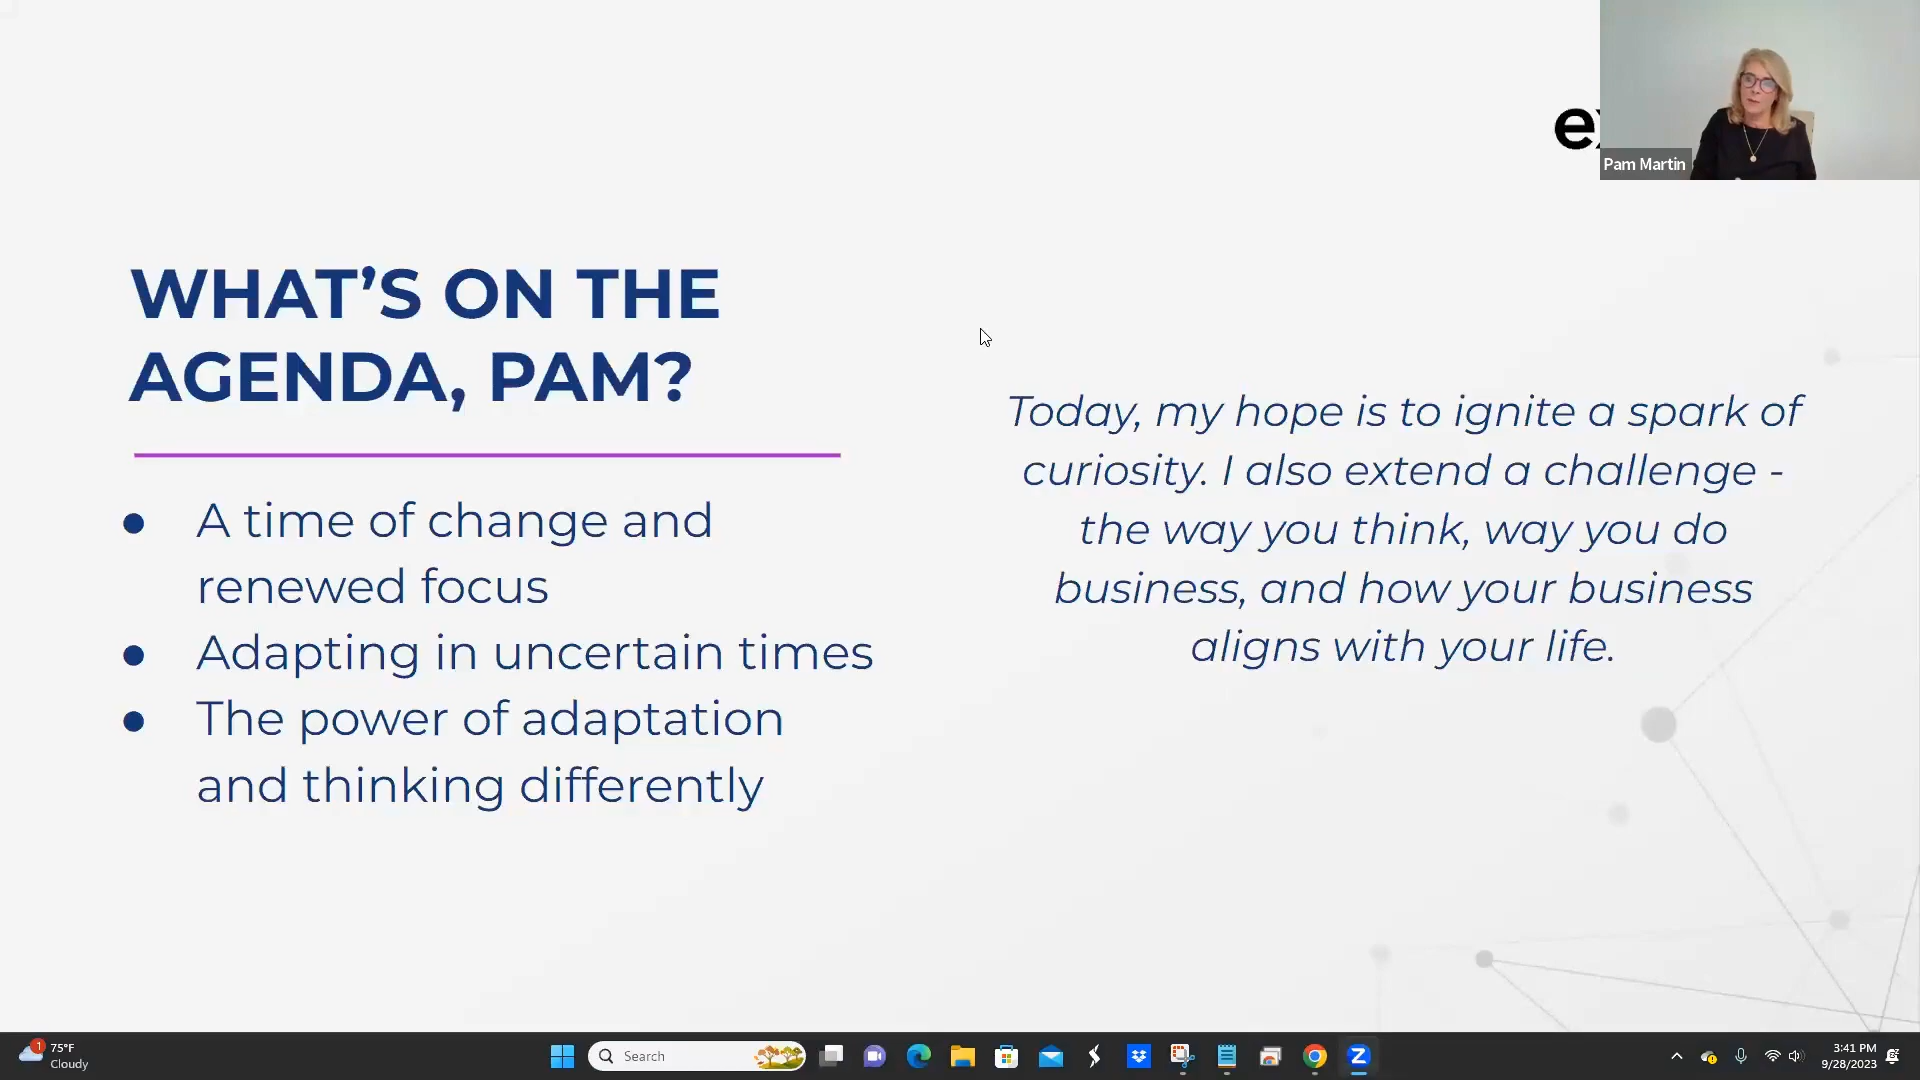 ex
Pam Martin
WHAT’S ON THE
AGENDA, PAM?
● A time of change and
renewed focus
● Adapting in uncertain times
● The power of adaptation
and thinking differently
Today, my hope is to ignite a spark of
curiosity. I also extend a challenge -
the way you think, way you do
business, and how your business
aligns with your life.
1
75°F
Cloudy
Search
Z
3:41 PM
9/28/2023